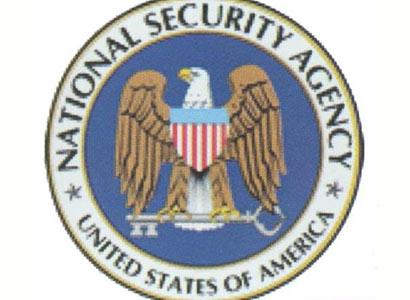 NATIONAL SECURITY AGENCY
UNITED STATES OF AMERICA